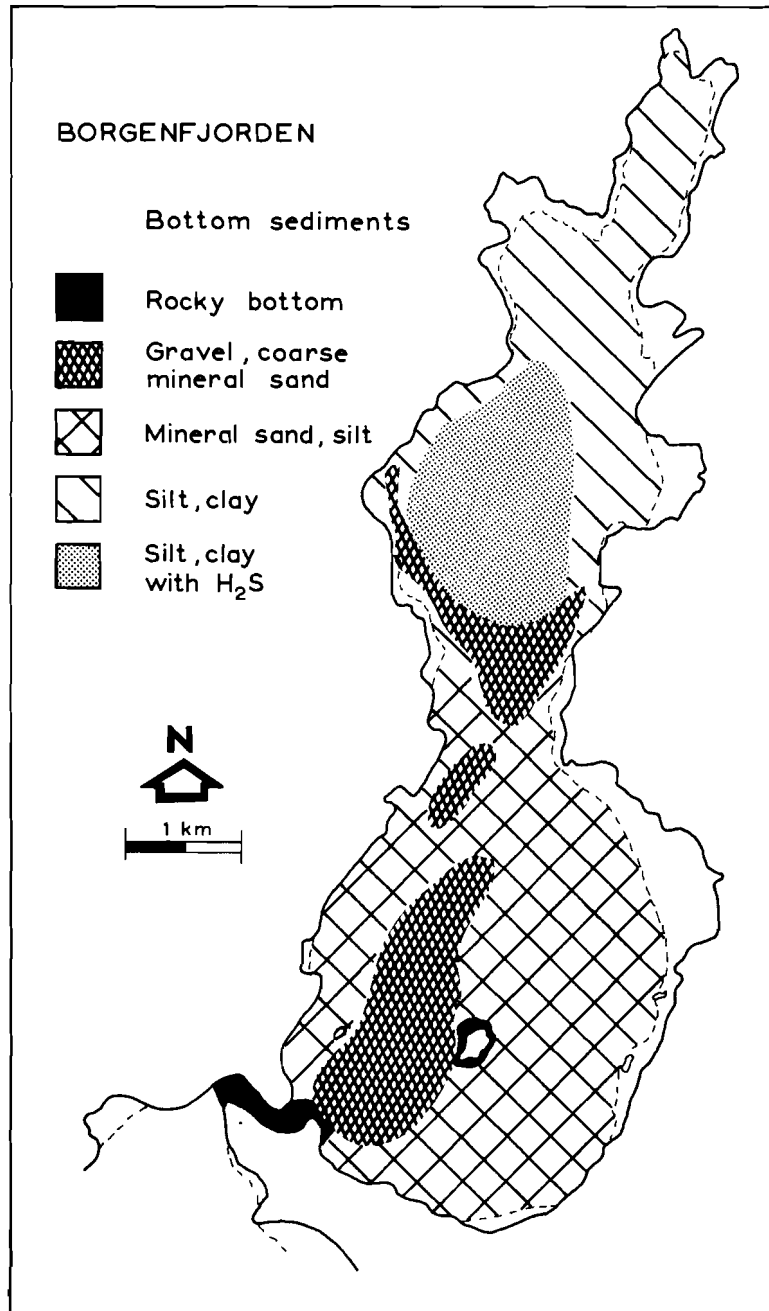 BORGENFJORDEN
Bottom sediments
Rocky bottom
Gravel, coarse
mineral sand
Mineral sand, silt
Silt, clay
Silt, clay
with H₂S
N
1 km